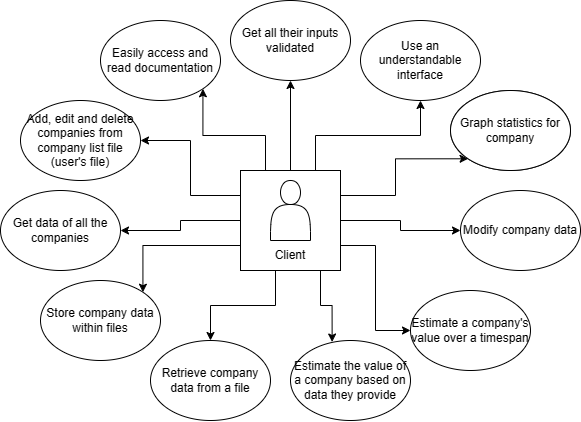 Get all their inputs
validated
Easily access and
read documentation
Use an
understandable
interface
Add, edit and delete
companies from
company list file
(user's file)
Graph statistics for
company
Get data of all the
companies
Client
Modify company data
Store company data
within files
Estimate a company's
value over a timespan
Retrieve company
data from a file
Estimate the value of
a company based on
data they provide